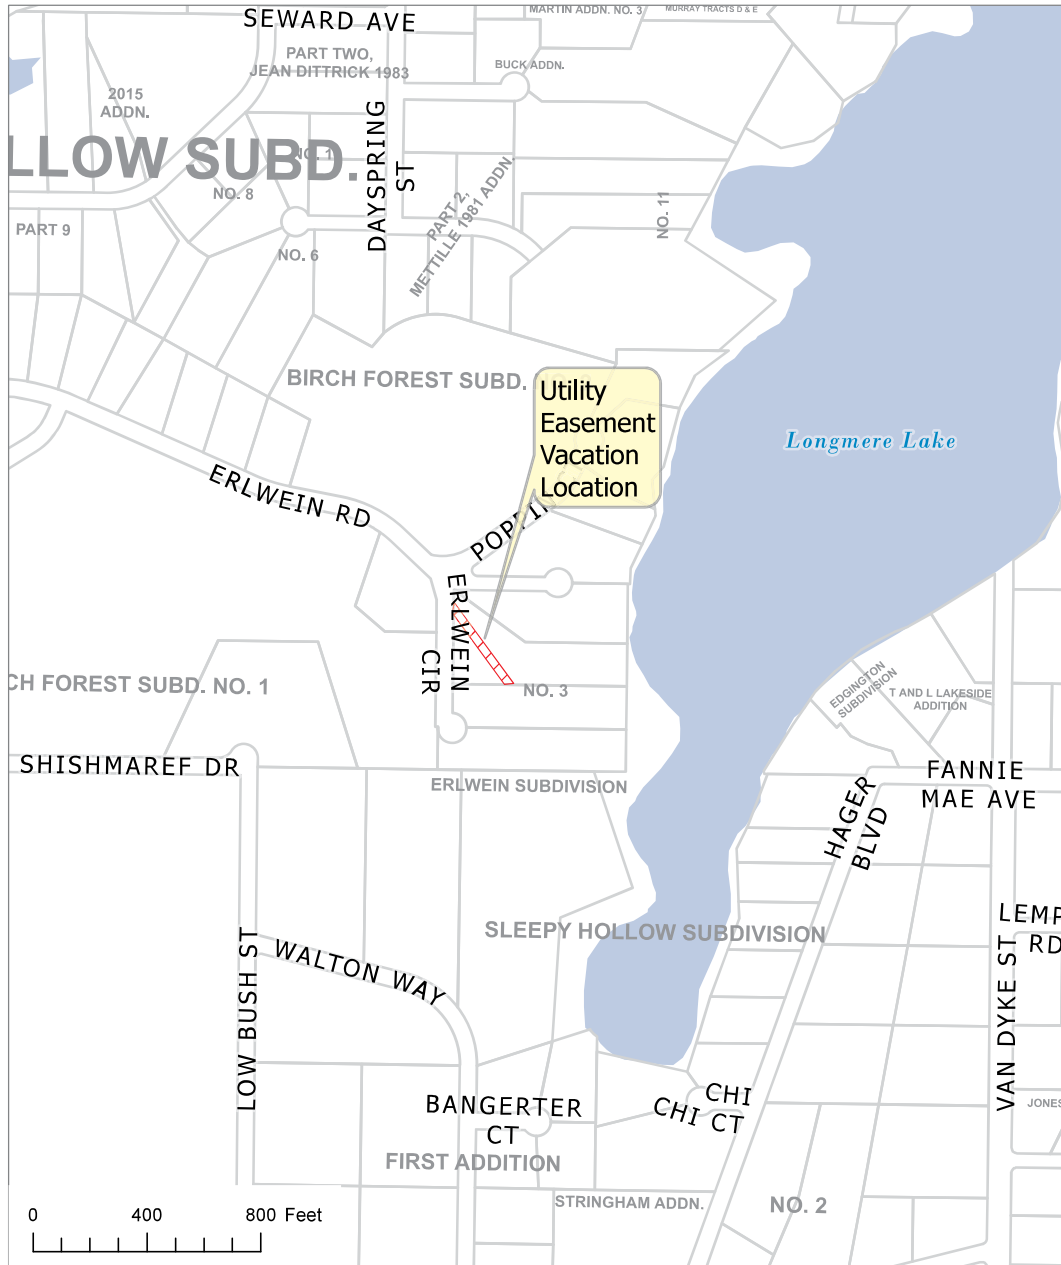 MARTIN ADDN. NO. 3
MURRAY TRACTS D & E
SEWARD AVE
PART TWO,
JEAN DITTRICK 1983
BUCK ADDN.
2015
ADDN.
LLOW SUBD.
NO. 1
DAYSPRING
ST
NO. 8
PART 2,
METTILLE 1981 ADDN.
NO. 11
PART 9
NO. 6
BIRCH FOREST SUBD.
Utility
Easement
Vacation
Location
Longmere Lake
ERLWEIN RD
ERLWEIN
CIR
NO. 3
CH FOREST SUBD. NO. 1
EDGINGTON
SUBDIVISION
T AND L LAKESIDE
ADDITION
SHISHMAREF DR
ERLWEIN SUBDIVISION
FANNIE
MAE AVE
HAGER
BLVD
SLEEPY HOLLOW SUBDIVISION
LEMP
RD
LOW BUSH ST
WALTON WAY
VAN DYKE ST
BANGERTER
CT
CHI
CHI CT
JONES
FIRST ADDITION
STRINGHAM ADDN.
NO. 2
0 400 800 Feet